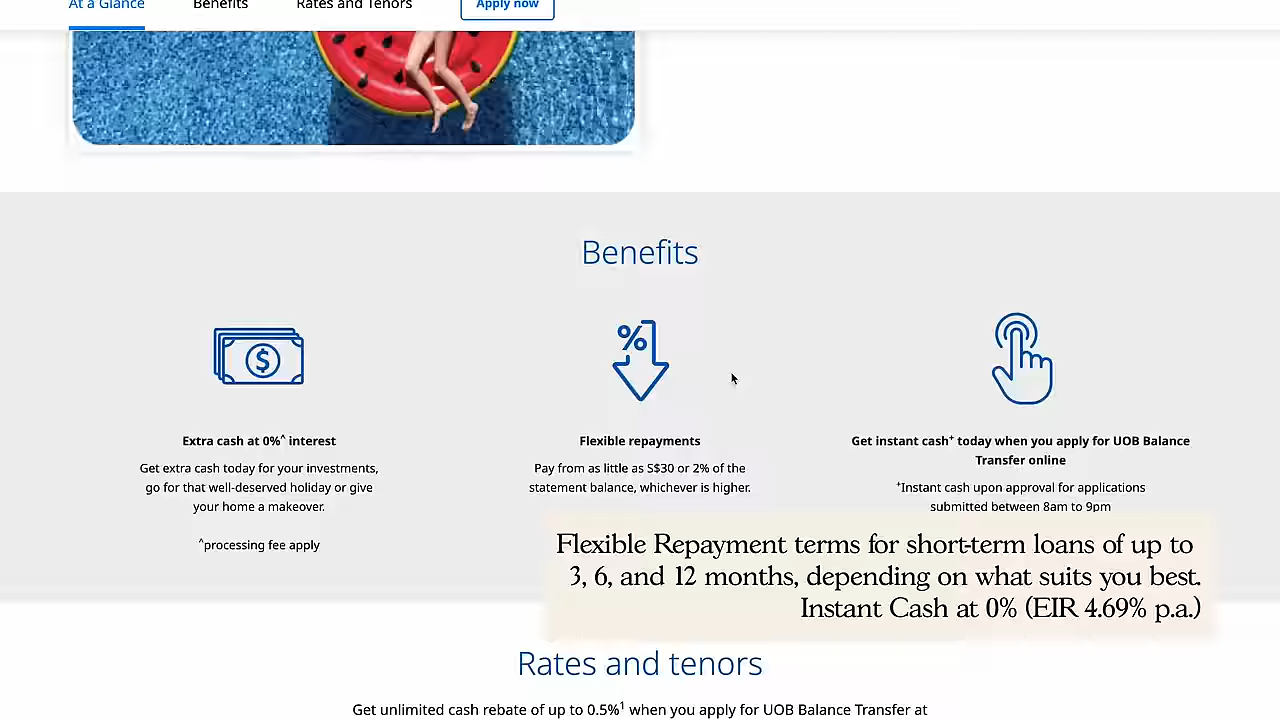 At a Glance
Benefits
Rates and Tenors
Apply now
Benefits
$
%
Extra cash at 0%^ interest
Get extra cash today for your investments,
go for that well-deserved holiday or give
your home a makeover.
^processing fee apply
Flexible repayments
Pay from as little as S$30 or 2% of the
statement balance, whichever is higher.
Get instant cash+ today when you apply for UOB Balance
Transfer online
+Instant cash upon approval for applications
submitted between 8am to 9pm
Flexible Repayment terms for short-term loans of up to
3, 6, and 12 months, depending on what suits you best.
Instant Cash at 0% (EIR 4.69% p.a.)
Rates and tenors
Get unlimited cash rebate of up to 0.5%1 when you apply for UOB Balance Transfer at